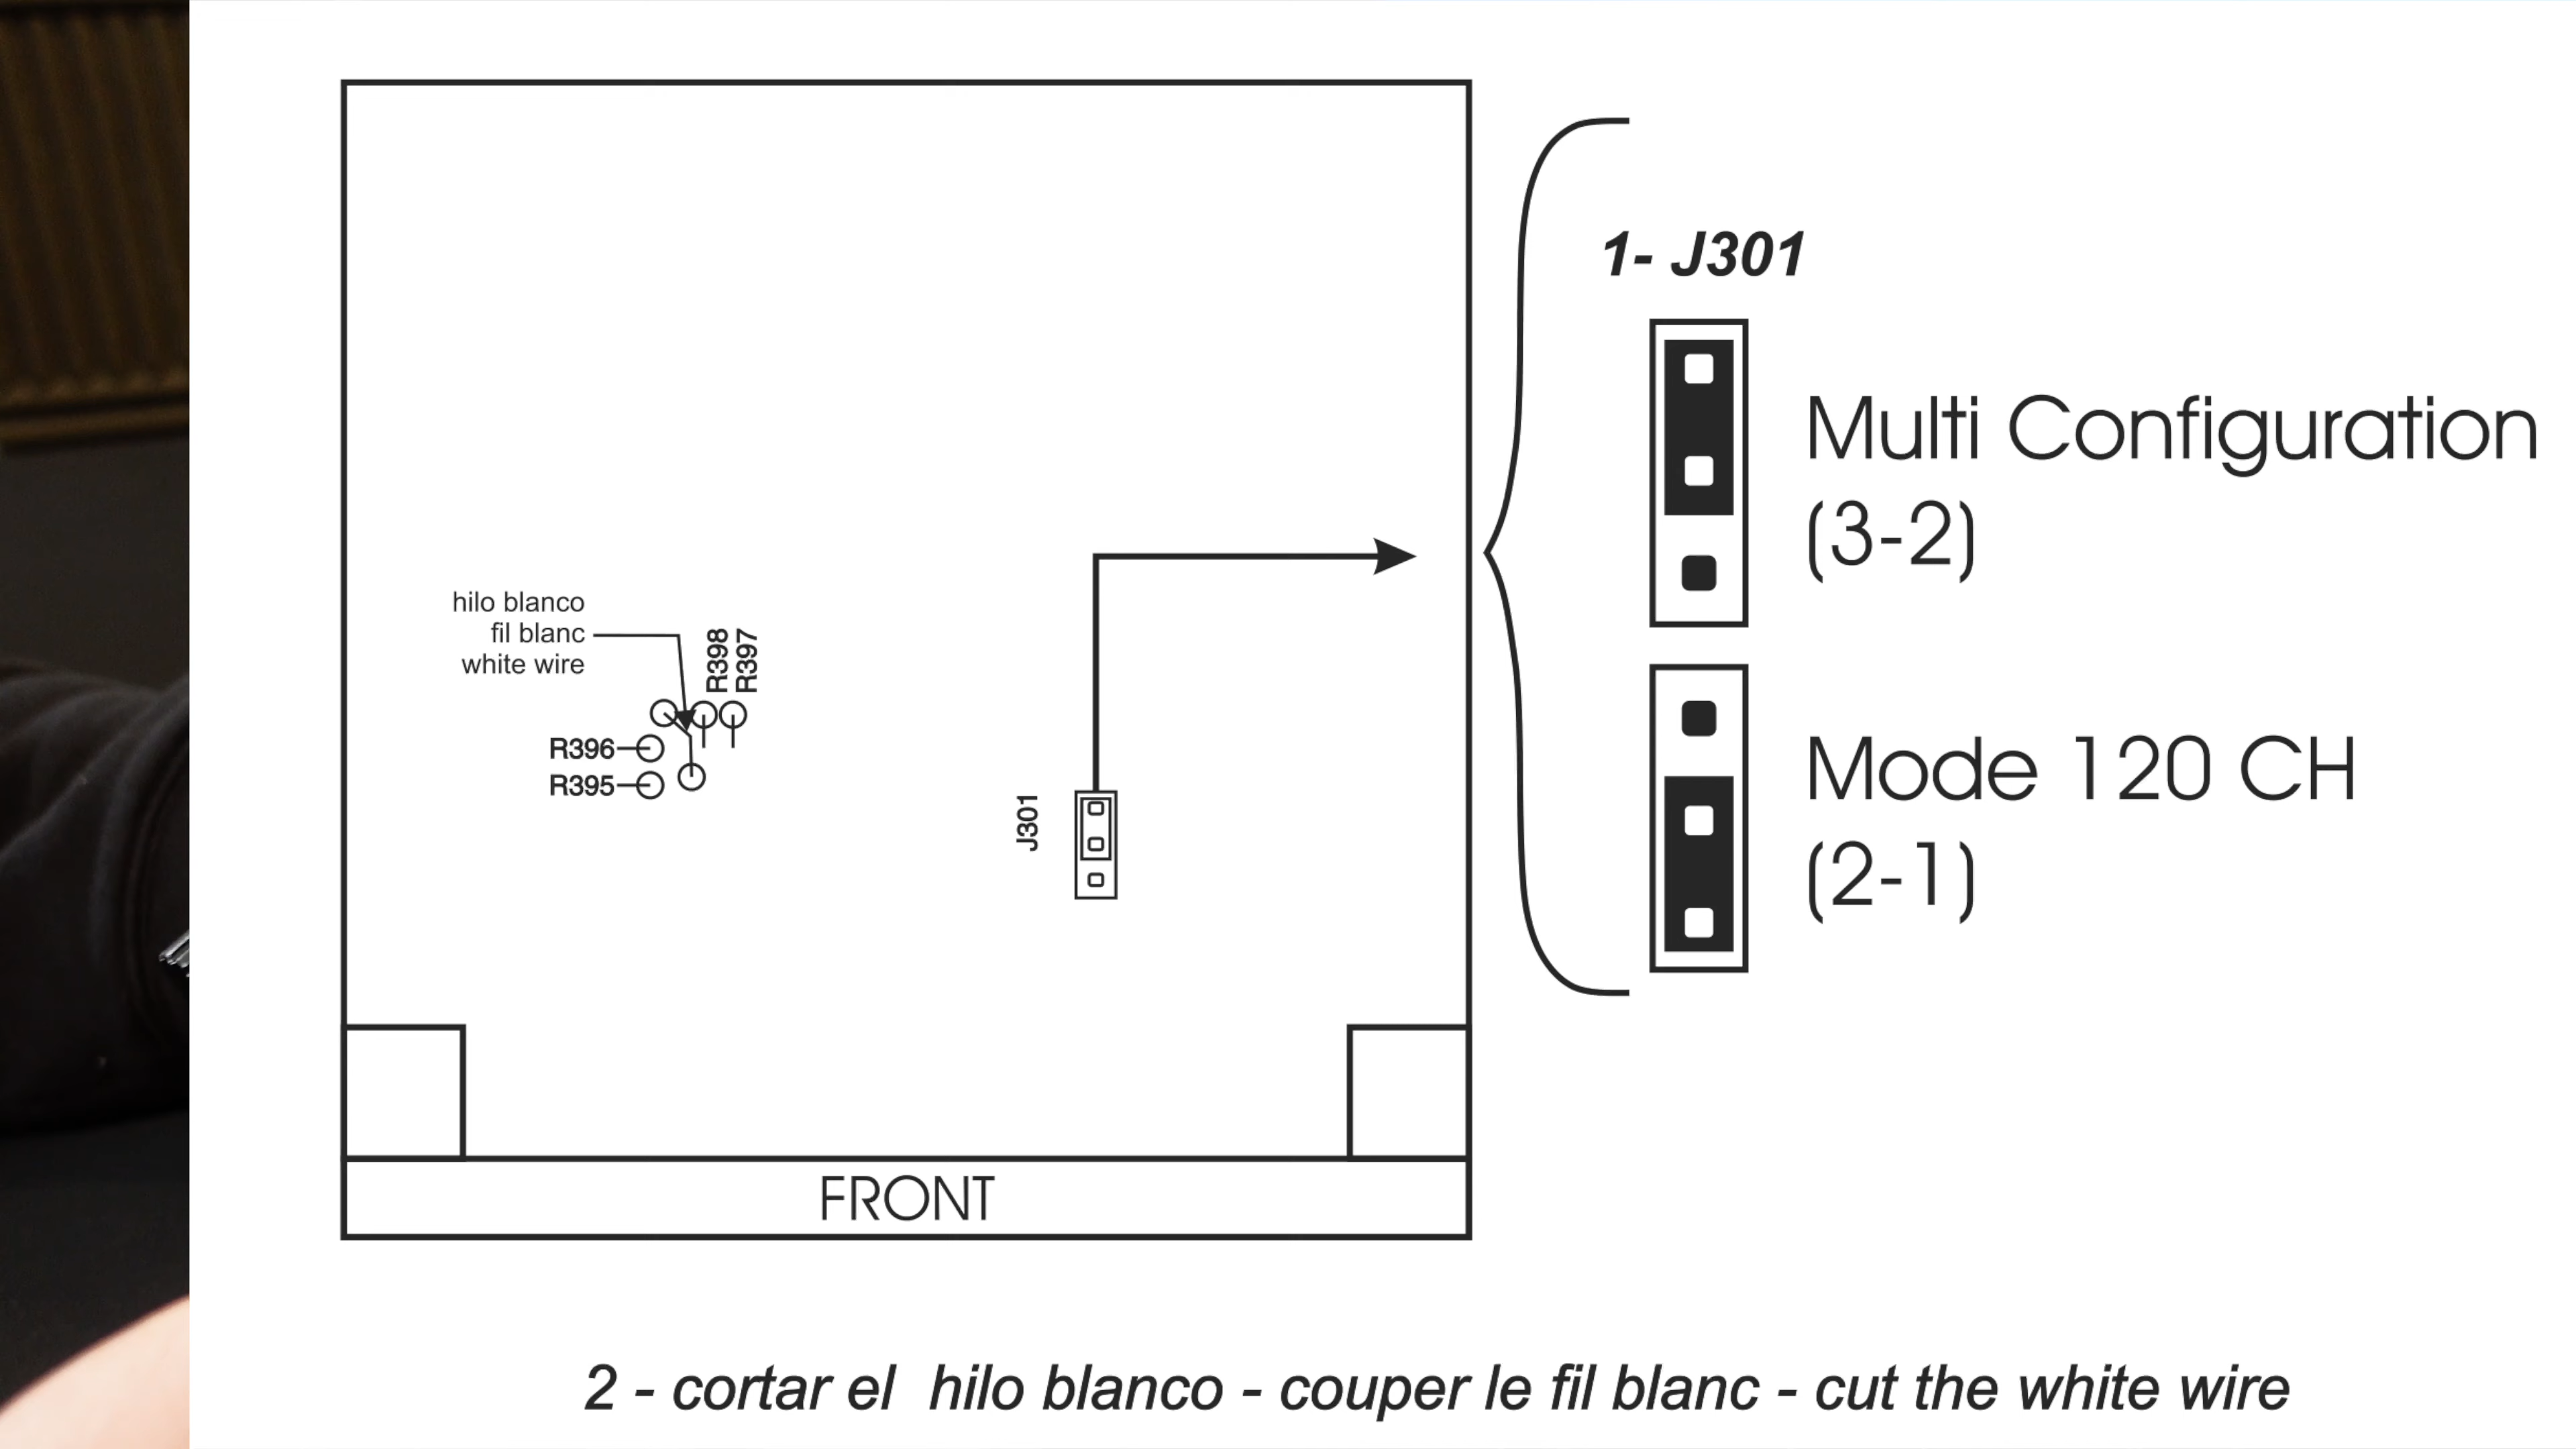 1- J301
Multi Configuration
(3-2)
hilo blanco
fil blanc
white wire
R398
R397
R396
R395
J301
Mode 120 CH
(2-1)
FRONT
2 - cortar el hilo blanco - couper le fil blanc - cut the white wire